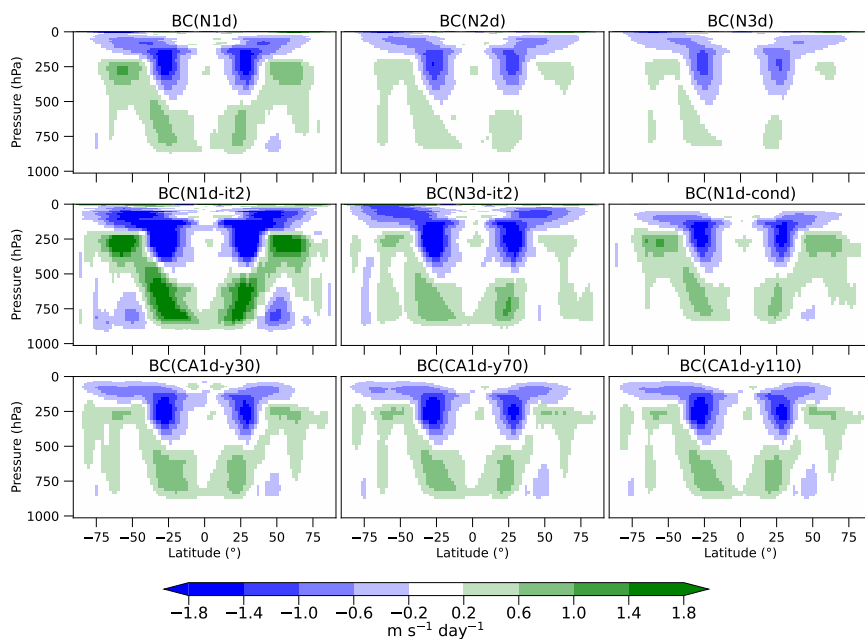 BC(N1d) BC(N2d) BC(N3d)
0
250
500
750
1000
Pressure (hPa)
BC(N1d-it2) BC(N3d-it2) BC(N1d-cond)
0
250
500
750
1000
Pressure (hPa)
BC(CA1d-y30) BC(CA1d-y70) BC(CA1d-y110)
0
250
500
750
1000
Pressure (hPa)
−75 −50 −25 0 25 50 75 −75 −50 −25 0 25 50 75 −75 −50 −25 0 25 50 75
Latitude (°) Latitude (°) Latitude (°)
−1.8 −1.4 −1.0 −0.6 −0.2 0.2 0.6 1.0 1.4 1.8
m s⁻¹ day⁻¹